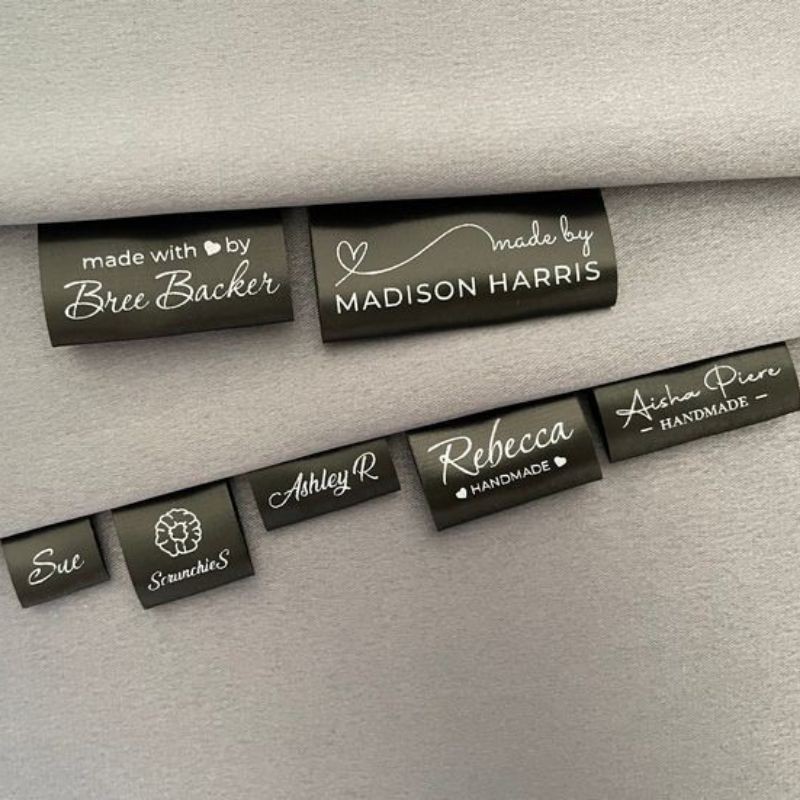 made with by
Bree Backer
made by
MADISON HARRIS
Sue
ScrunchieS
Ashley R
Rebecca
HANDMADE
Aisha Piere
- HANDMADE -